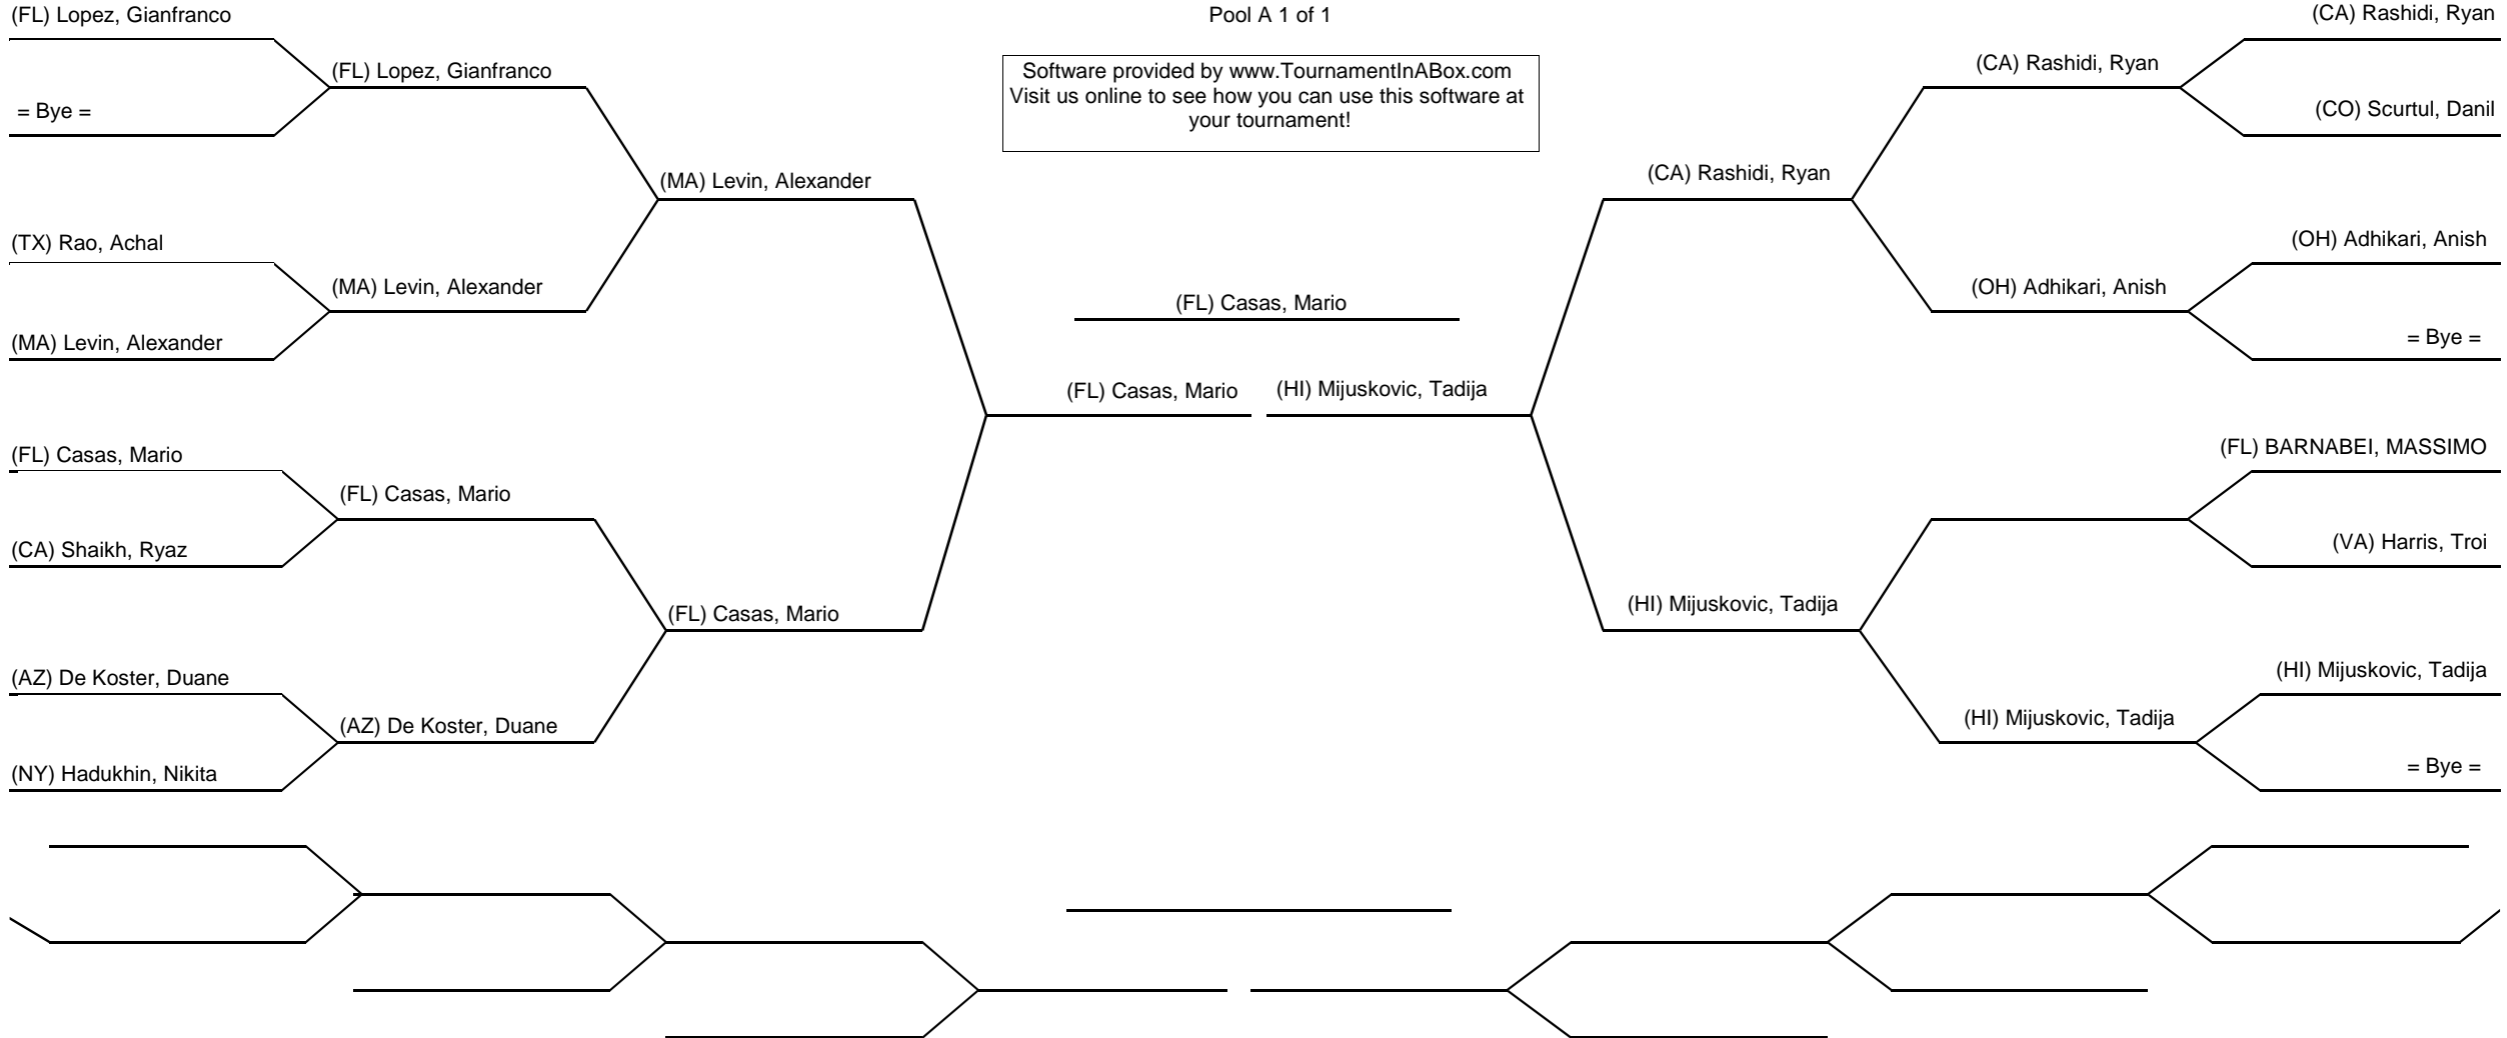 (FL) Lopez, Gianfranco
Pool A 1 of 1
(CA) Rashidi, Ryan
(FL) Lopez, Gianfranco
Software provided by www.TournamentInABox.com
Visit us online to see how you can use this software at
your tournament!
(CA) Rashidi, Ryan
= Bye =
(CO) Scurtul, Danil
(MA) Levin, Alexander
(CA) Rashidi, Ryan
(TX) Rao, Achal
(OH) Adhikari, Anish
(MA) Levin, Alexander
(FL) Casas, Mario
(OH) Adhikari, Anish
(MA) Levin, Alexander
= Bye =
(FL) Casas, Mario
(HI) Mijuskovic, Tadija
(FL) Casas, Mario
(FL) BARNABEI, MASSIMO
(FL) Casas, Mario
(CA) Shaikh, Ryaz
(VA) Harris, Troi
(FL) Casas, Mario
(HI) Mijuskovic, Tadija
(AZ) De Koster, Duane
(HI) Mijuskovic, Tadija
(AZ) De Koster, Duane
(HI) Mijuskovic, Tadija
(NY) Hadukhin, Nikita
= Bye =